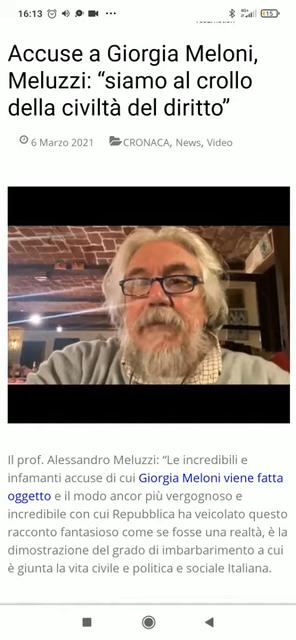 16:13
4G+
15
Accuse a Giorgia Meloni,
Meluzzi: “siamo al crollo
della civiltà del diritto”
6 Marzo 2021 CRONACA, News, Video
Il prof. Alessandro Meluzzi: “Le incredibili e
infamanti accuse di cui Giorgia Meloni viene fatta
oggetto e il modo ancor più vergognoso e
incredibile con cui Repubblica ha veicolato questo
racconto fantasioso come se fosse una realtà, è la
dimostrazione del grado di imbarbarimento a cui
è giunta la vita civile e politica e sociale Italiana.